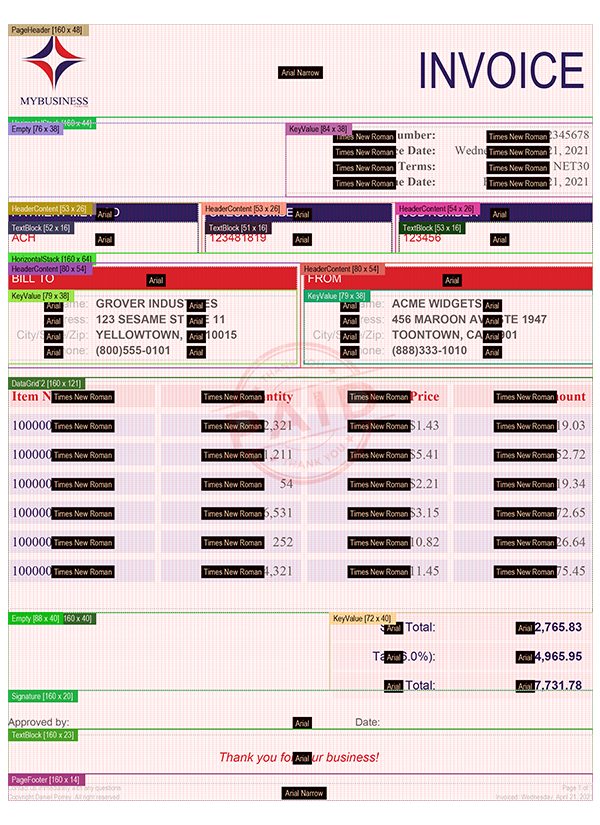 PageHeader [160 x 48]
INVOICE
Arial Narrow
MYBUSINESS
HorizontalStack [160 x 44]
Empty [76 x 38]
KeyValue [84 x 38]
Times New Roman umber: Times New Roman 2345678
Times New Roman e Date: Wedne Times New Roman 21, 2021
Times New Roman Terms: Times New Roman NET30
Times New Roman e Date: Times New Roman 21, 2021
HeaderContent [53 x 26] HeaderContent [53 x 26] HeaderContent [54 x 26]
Arial Arial Arial
TextBlock [52 x 16] TextBlock [51 x 16] TextBlock [53 x 16]
ACH Arial 123481819 Arial 123456 Arial
HorizontalStack [160 x 64]
HeaderContent [80 x 54] HeaderContent [80 x 54]
BILL TO Arial FROM Arial
KeyValue [79 x 38] KeyValue [79 x 38]
Arial me: GROVER INDUS Arial ES Arial me: ACME WIDGETS Arial
Arial ress: 123 SESAME ST Arial E 11 Arial ress: 456 MAROON AV Arial TE 1947
City/S Arial /Zip: YELLOWTOWN, Arial 10015 City/S Arial /Zip: TOONTOWN, CA Arial 001
Arial one: (800)555-0101 Arial Arial one: (888)333-1010 Arial
DataGrid`2 [160 x 121]
Item N Times New Roman Times New Roman ntity Times New Roman Price Times New Roman ount
100000 Times New Roman Times New Roman 2,321 Times New Roman $1.43 Times New Roman 19.03
100000 Times New Roman Times New Roman 1,211 Times New Roman $5.41 Times New Roman 52.72
100000 Times New Roman Times New Roman 54 Times New Roman $2.21 Times New Roman 19.34
100000 Times New Roman Times New Roman 5,531 Times New Roman $3.15 Times New Roman 72.65
100000 Times New Roman Times New Roman 252 Times New Roman 10.82 Times New Roman 26.64
100000 Times New Roman Times New Roman 4,321 Times New Roman 11.45 Times New Roman 75.45
PAID
THANK YOU
Empty [88 x 40] [160 x 40] KeyValue [72 x 40]
S Arial Total: Arial 2,765.83
Ta Arial 6.0%): Arial 4,965.95
Arial Total: Arial 7,731.78
Signature [160 x 20]
Approved by: Arial Date:
TextBlock [160 x 23]
Thank you fo Arial ur business!
PageFooter [160 x 14]
Contact us immediately with any questions. Page 1 of 1
Arial Narrow
Copyright Daniel Porrey. All right reserved. Invoiced: Wednesday, April 21, 2021